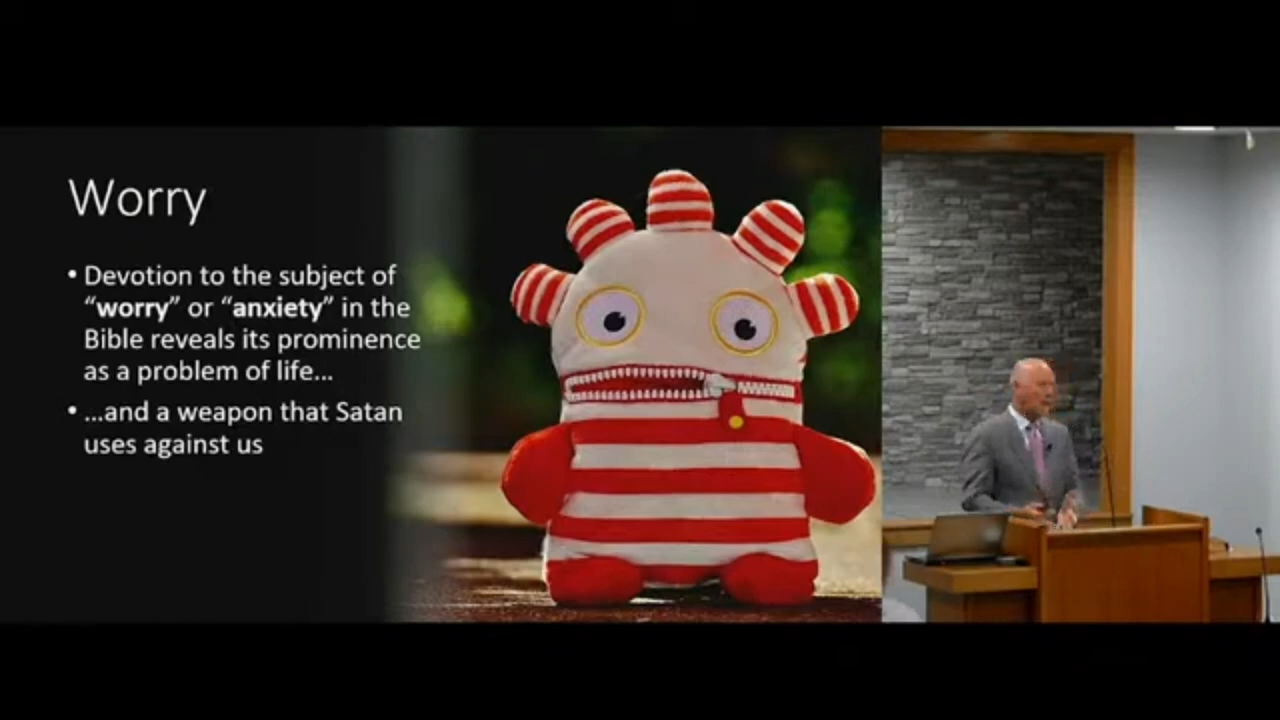 Worry
• Devotion to the subject of
“worry” or “anxiety” in the
Bible reveals its prominence
as a problem of life…
• …and a weapon that Satan
uses against us